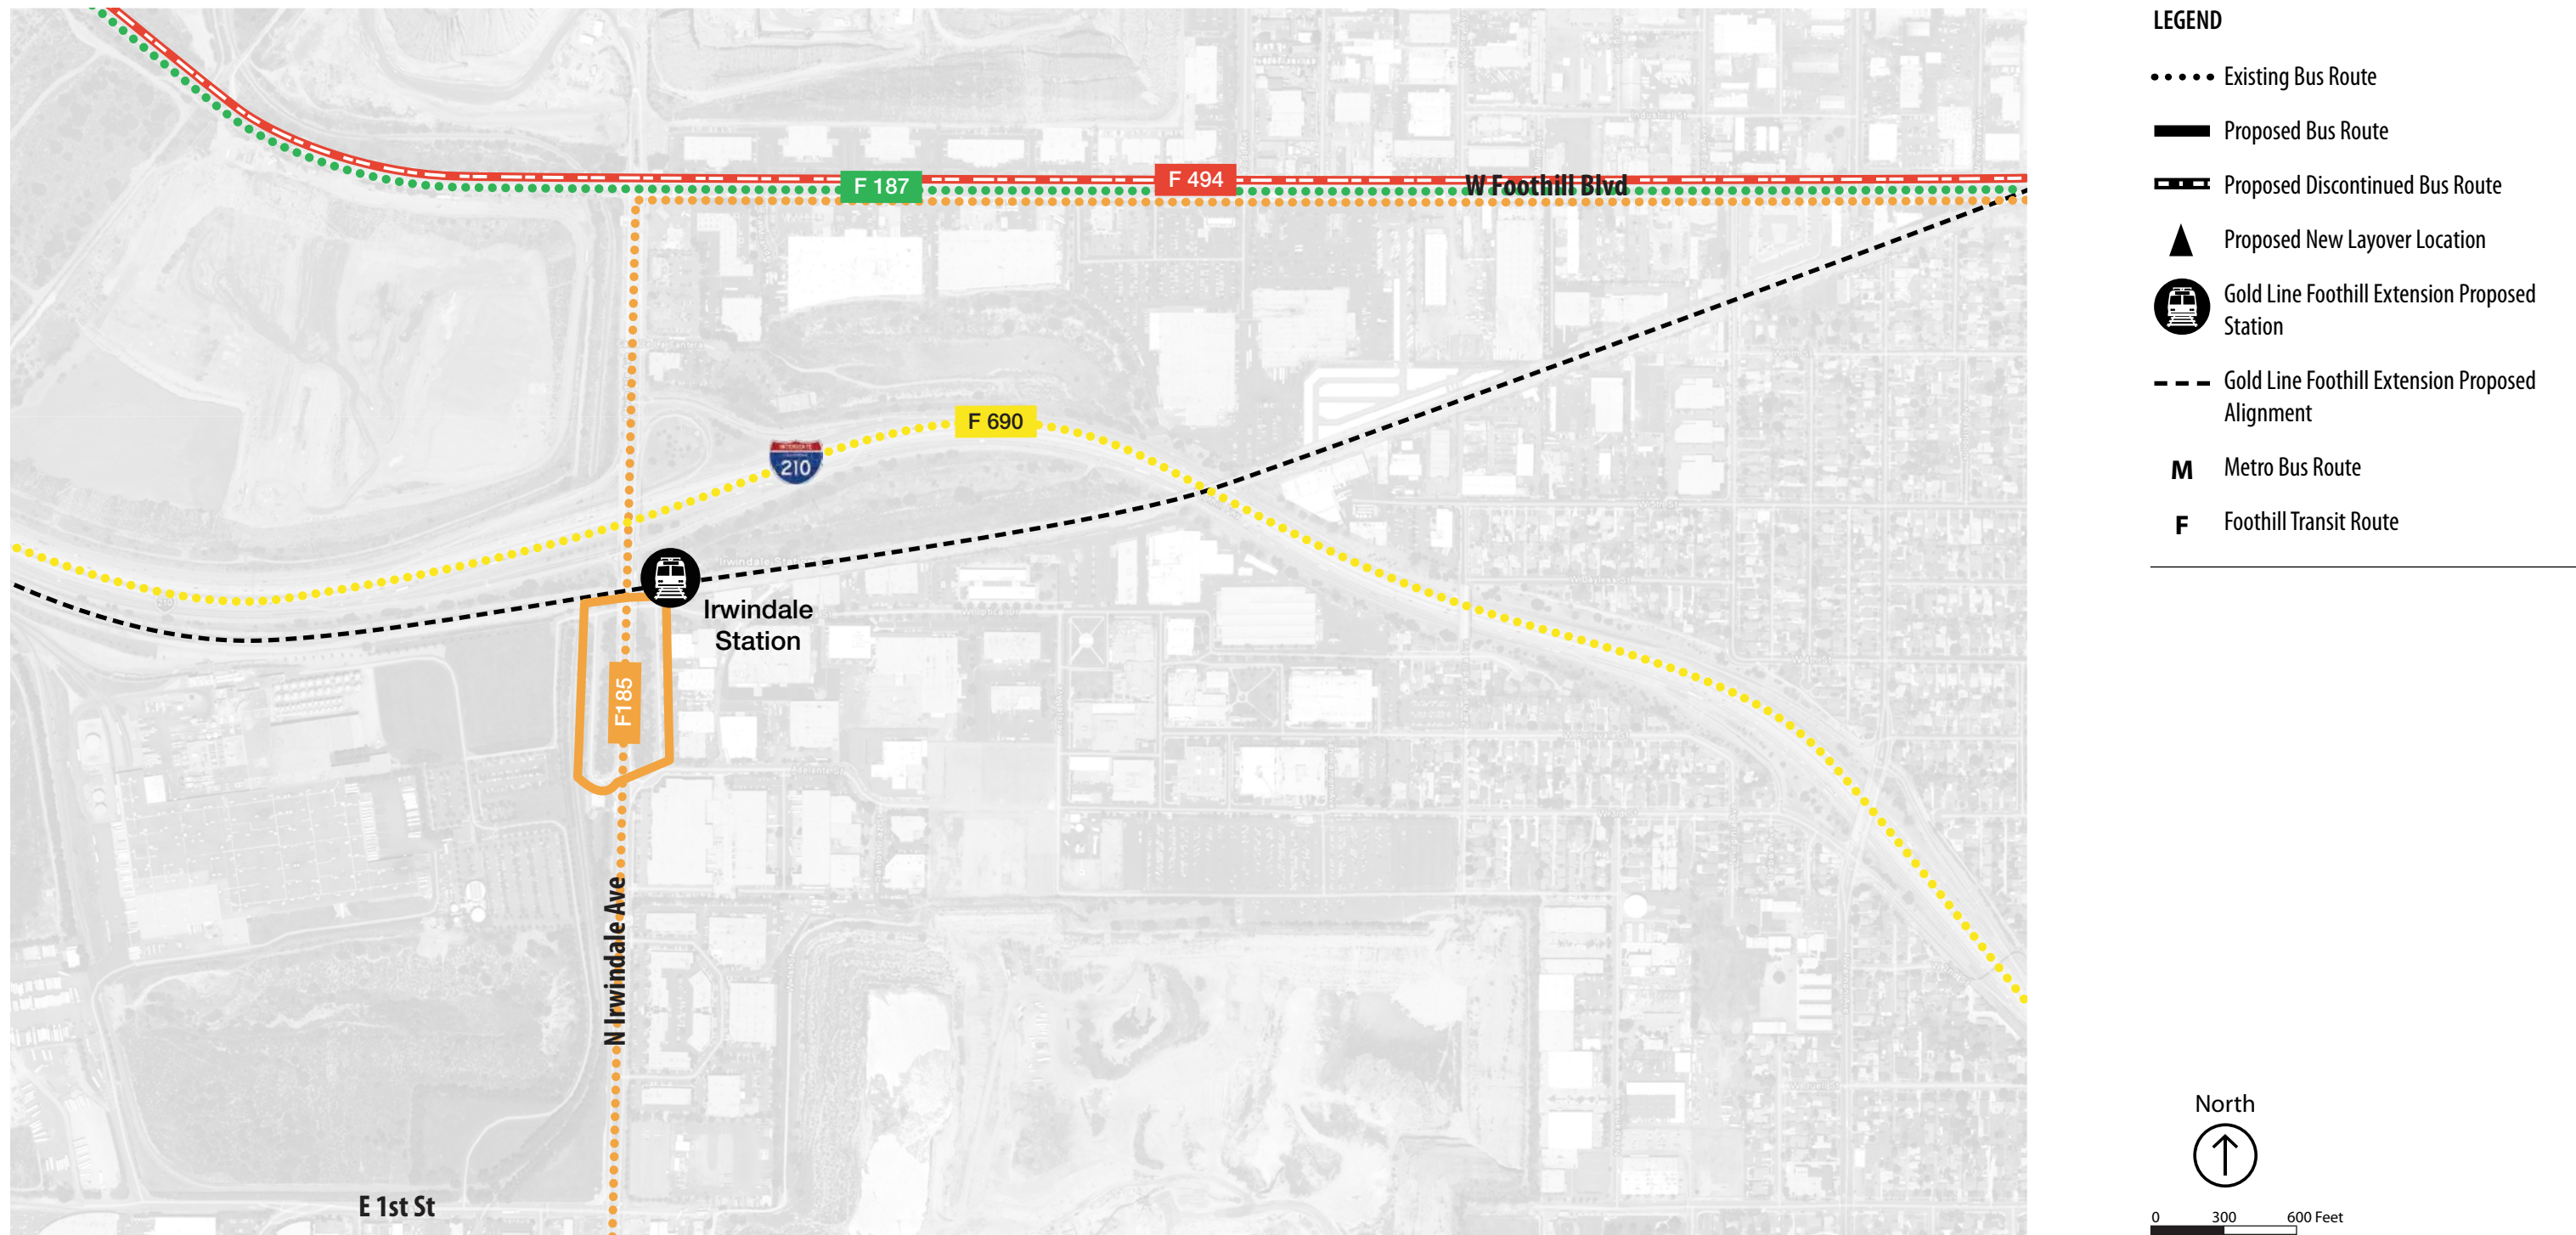 LEGEND
Existing Bus Route
Proposed Bus Route
Proposed Discontinued Bus Route
Proposed New Layover Location
Gold Line Foothill Extension Proposed
Station
Gold Line Foothill Extension Proposed
Alignment
M Metro Bus Route
F Foothill Transit Route
F 187
F 494
W Foothill Blvd
F 690
INTERSTATE
210
Irwindale
Station
F185
N Irwindale Ave
E 1st St
North
0 300 600 Feet